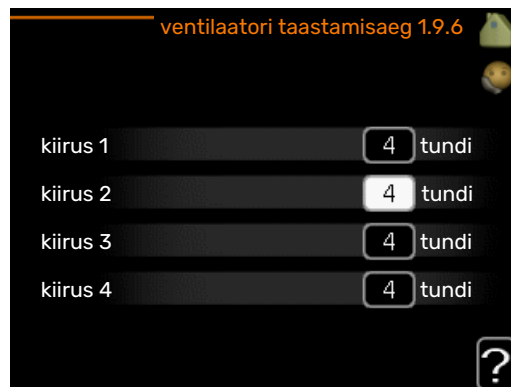 ventilaatori taastamisaeg 1.9.6
kiirus 1 4 tundi
kiirus 2 4 tundi
kiirus 3 4 tundi
kiirus 4 4 tundi
?